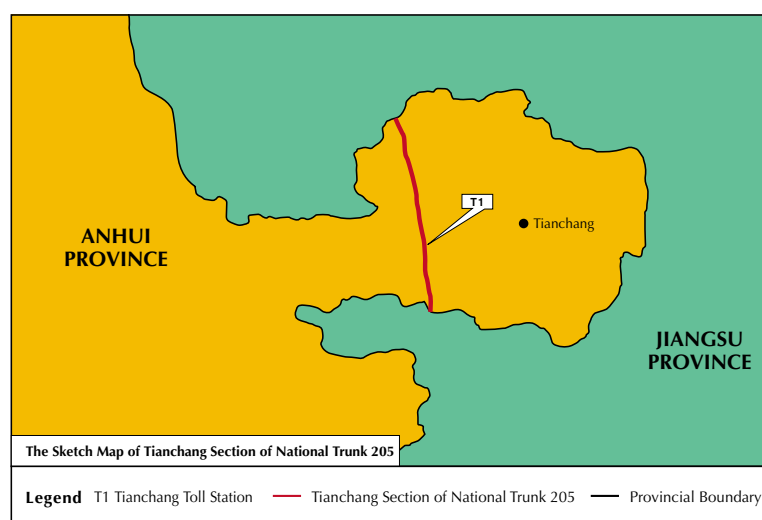 T1
Tianchang
ANHUI
PROVINCE
JIANGSU
PROVINCE
The Sketch Map of Tianchang Section of National Trunk 205
Legend T1 Tianchang Toll Station Tianchang Section of National Trunk 205 Provincial Boundary